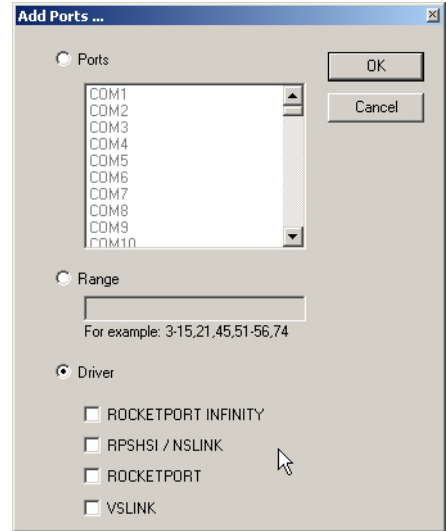 Add Ports ...
Ports
OK
Cancel
COM1
COM2
COM3
COM4
COM5
COM6
COM7
COM8
COM9
COM10
Range
For example: 3-15,21,45,51-56,74
Driver
ROCKETPORT INFINITY
RPSHSI / NSLINK
ROCKETPORT
VSLINK